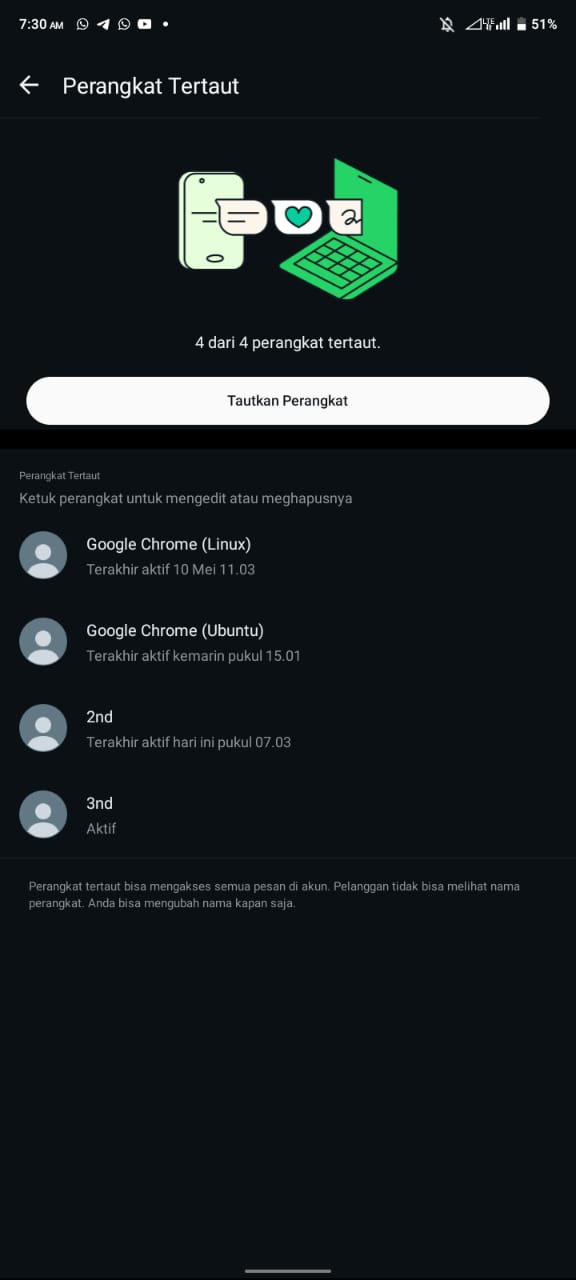 7:30 AM
LTE
51%
Perangkat Tertaut
4 dari 4 perangkat tertaut.
Tautkan Perangkat
Perangkat Tertaut
Ketuk perangkat untuk mengedit atau meghapusnya
Google Chrome (Linux)
Terakhir aktif 10 Mei 11.03
Google Chrome (Ubuntu)
Terakhir aktif kemarin pukul 15.01
2nd
Terakhir aktif hari ini pukul 07.03
3nd
Aktif
Perangkat tertaut bisa mengakses semua pesan di akun. Pelanggan tidak bisa melihat nama
perangkat. Anda bisa mengubah nama kapan saja.